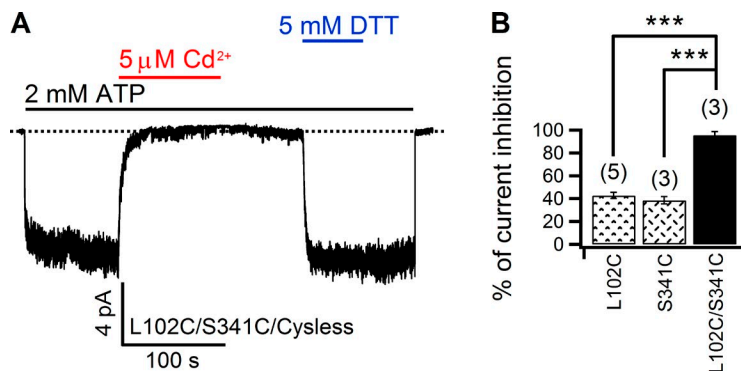 A
5 mM DTT
5 μM Cd²⁺
2 mM ATP
4 pA
L102C/S341C/Cysless
100 s
B
***
***
(3)
(5)
(3)
% of current inhibition
100
80
60
40
20
0
L102C
S341C
L102C/S341C